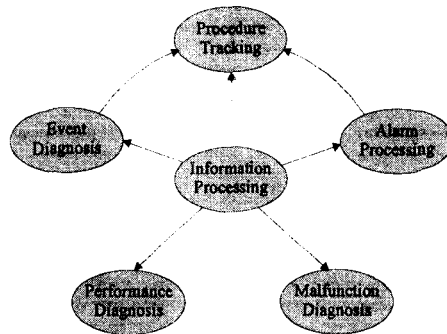 Procedure
Tracking
Event
Diagnosis
Alarm
Processing
Information
Processing
Performance
Diagnosis
Malfunction
Diagnosis